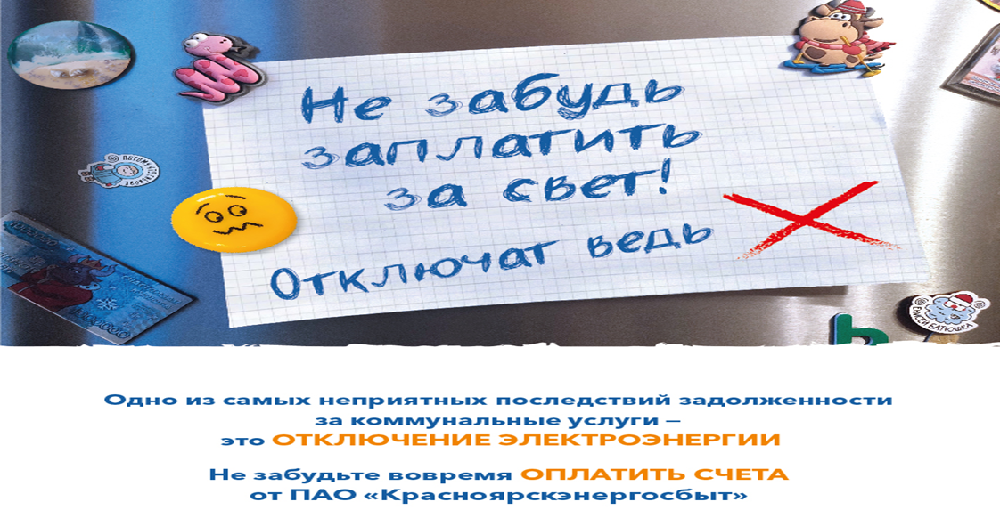 Не забудь
заплатить
за свет!
Отключат ведь
ЕНИСЕЙ БАТЮШКА
Одно из самых неприятных последствий задолженности
за коммунальные услуги –
это ОТКЛЮЧЕНИЕ ЭЛЕКТРОЭНЕРГИИ
Не забудьте вовремя ОПЛАТИТЬ СЧЕТА
от ПАО «Красноярскэнергосбыт»